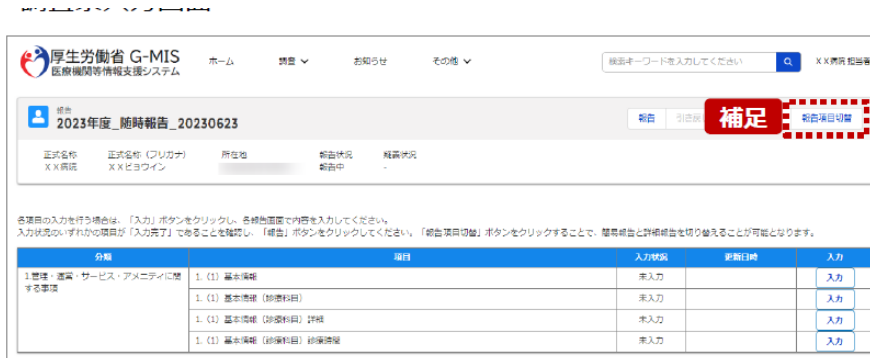 厚生労働省 G-MIS
医療機関等情報支援システム
ホーム 調査 お知らせ その他 検索キーワードを入力してください XX病院 担当者
報告
2023年度_随時報告_20230623
報告 補足 報告項目切替
正式名称 正式名称（フリガナ） 所在地 報告状況 疑義状況
XX病院 XXビョウイン 報告中 -
各項目の入力を行う場合は、「入力」ボタンをクリックし、各報告画面で内容を入力してください。
入力状況のいずれかの項目が「入力完了」であることを確認し、「報告」ボタンをクリックしてください。「報告項目切替」ボタンをクリックすることで、簡易報告と詳細報告を切り替えることが可能となります。
分類 項目 入力状況 更新日時 入力
1.管理・運営・サービス・アメニティに関する事項 1.（1）基本情報 未入力 入力
1.（1）基本情報（診療科目） 未入力 入力
1.（1）基本情報（診療科目）詳細 未入力 入力
1.（1）基本情報（診療科目）診療時間 未入力 入力